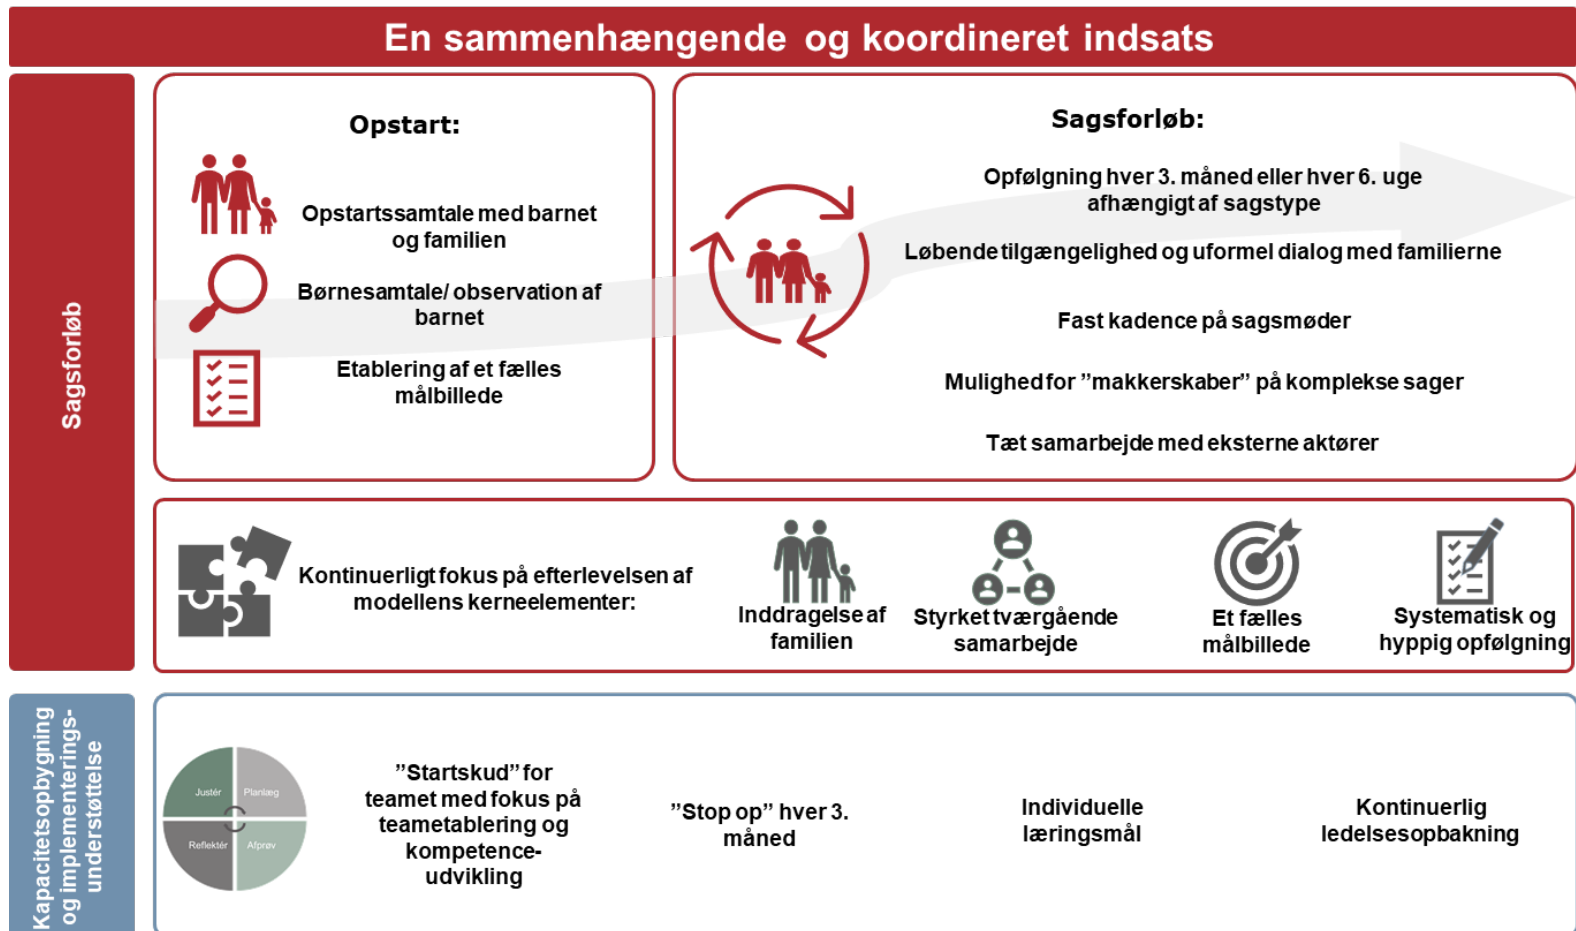 En sammenhængende og koordineret indsats
Sagsforløb
Opstart:
Opstartssamtale med barnet
og familien
Børnesamtale/ observation af
barnet
Etablering af et fælles
målbillede
Sagsforløb:
Opfølgning hver 3. måned eller hver 6. uge
afhængigt af sagstype
Løbende tilgængelighed og uformel dialog med familierne
Fast kadence på sagsmøder
Mulighed for ”makkerskaber” på komplekse sager
Tæt samarbejde med eksterne aktører
Kontinuerligt fokus på efterlevelsen af
modellens kerneelementer:
Inddragelse af
familien
Styrket tværgående
samarbejde
Et fælles
målbillede
Systematisk og
hyppig opfølgning
Kapacitetsopbygning
og implementerings-
understøttelse
Justér
Planlæg
Reflektér
Afprøv
”Startskud” for
teamet med fokus på
teametablering og
kompetence-
udvikling
”Stop op” hver 3.
måned
Individuelle
læringsmål
Kontinuerlig
ledelsesopbakning